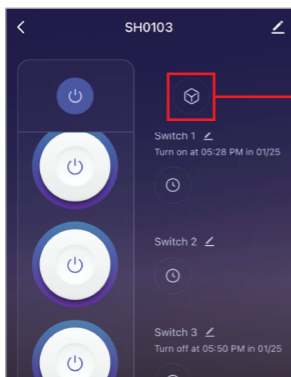 SH0103
Switch 1
Turn on at 05:28 PM in 01/25
Switch 2
Switch 3
Turn off at 05:50 PM in 01/25